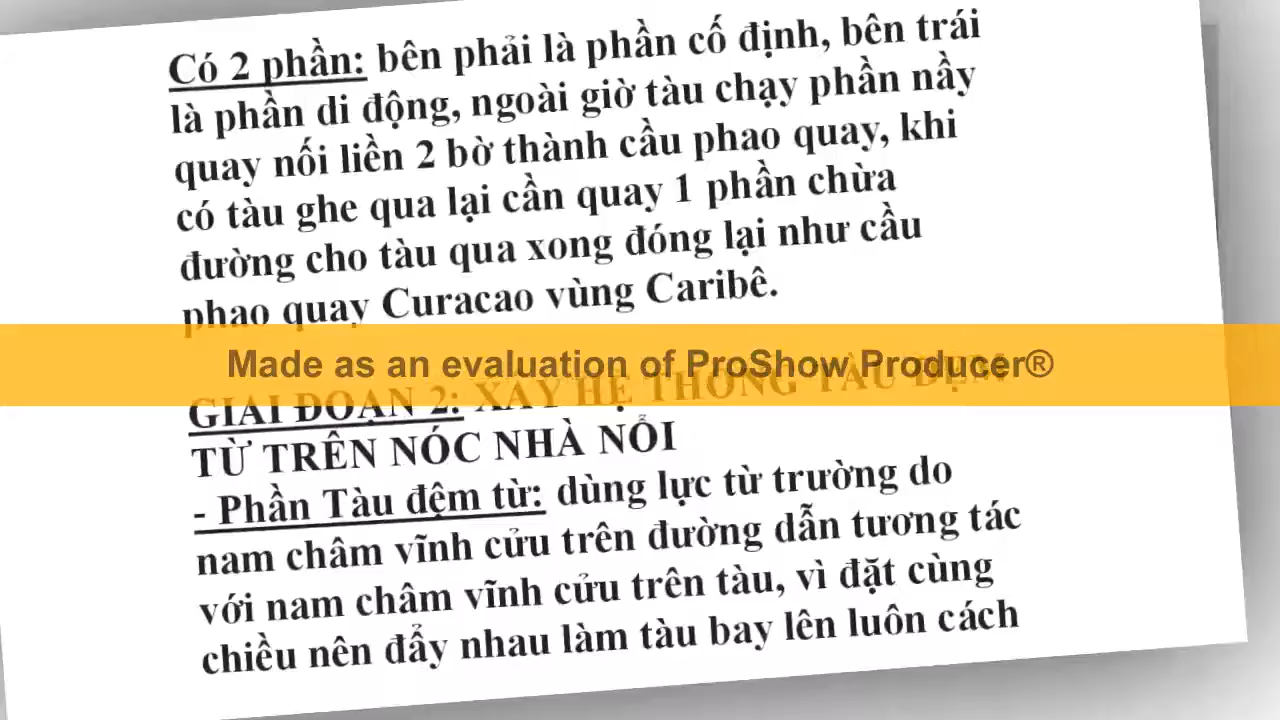 Có 2 phần: bên phải là phần cố định, bên trái
là phần di động, ngoài giờ tàu chạy phần nầy
quay nối liền 2 bờ thành cầu phao quay, khi
có tàu ghe qua lại cần quay 1 phần chừa
đường cho tàu qua xong đóng lại như cầu
phao quay Curacao vùng Caribê.
Made as an evaluation of ProShow Producer®
GIAI ĐOẠN 2: XÂY HỆ THỐNG TÀU ĐỆM
TỪ TRÊN NÓC NHÀ NỔI
- Phần Tàu đệm từ: dùng lực từ trường do
nam châm vĩnh cửu trên đường dẫn tương tác
với nam châm vĩnh cửu trên tàu, vì đặt cùng
chiều nên đẩy nhau làm tàu bay lên luôn cách